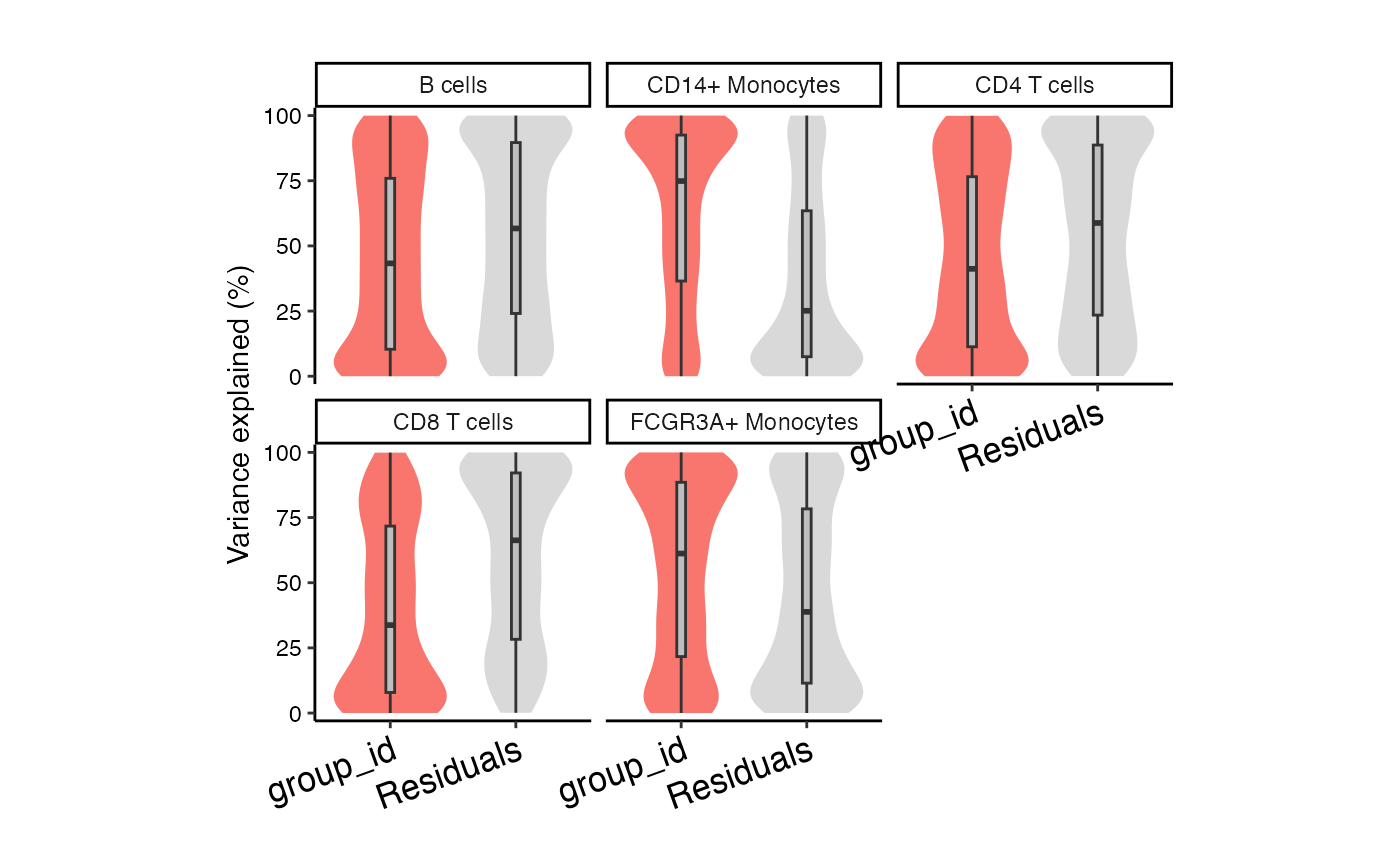 B cells
CD14+ Monocytes
CD4 T cells
Variance explained (%)
100
75
50
25
0
group_id
Residuals
CD8 T cells
FCGR3A+ Monocytes
100
75
50
25
0
group_id
Residuals
group_id
Residuals